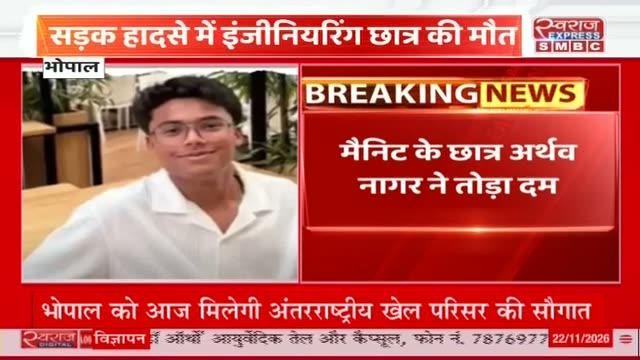 सड़क हादसे में इंजीनियरिंग छात्र की मौत
स्वराज
EXPRESS
SMBC
भोपाल
BREAKING NEWS
मैनिट के छात्र अर्थव
नागर ने तोड़ा दम
भोपाल को आज मिलेगी अंतरराष्ट्रीय खेल परिसर की सौगात
स्वराज
DIGITAL
विज्ञापन
ऑर्थो आयुर्वेदिक तेल और कैप्सूल, फोन नं. 787697
22/11/2026